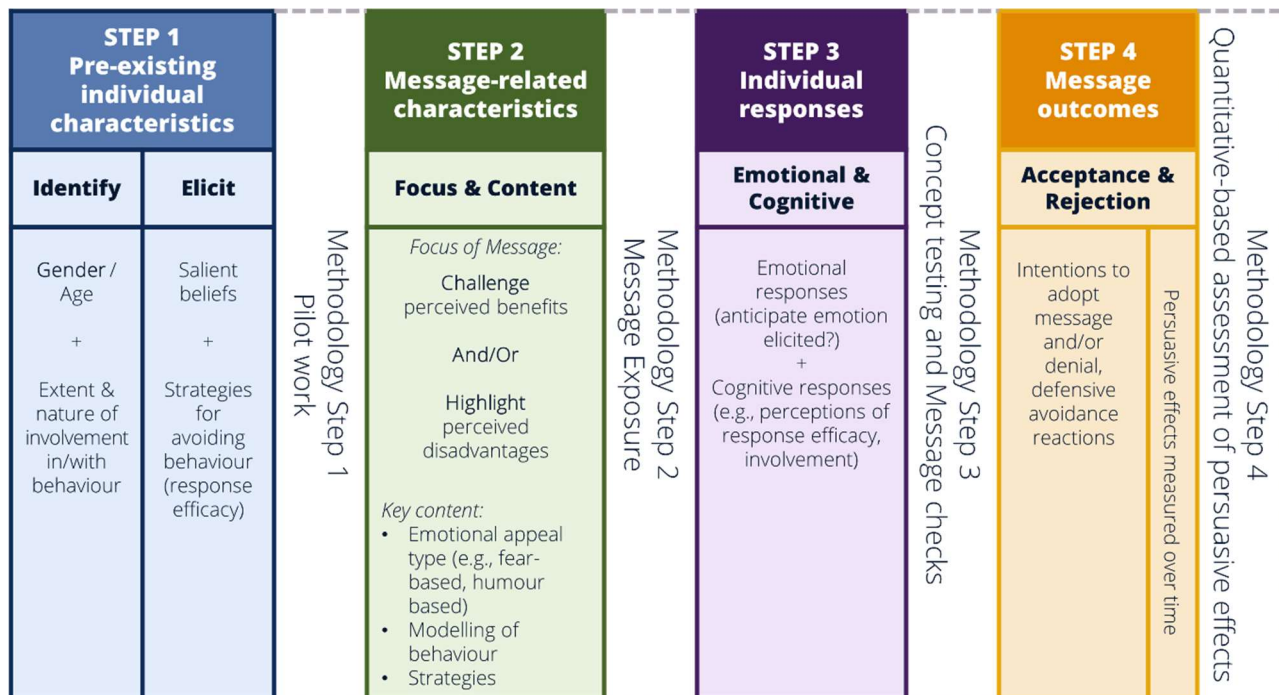 STEP 1
Pre-existing
individual
characteristics
Identify
Elicit
Gender /
Age
+
Extent &
nature of
involvement
in/with
behaviour
Salient
beliefs
+
Strategies
for
avoiding
behaviour
(response
efficacy)
Methodology Step 1
Pilot work
STEP 2
Message-related
characteristics
Focus & Content
Focus of Message:
Challenge
perceived benefits
And/Or
Highlight
perceived
disadvantages
Key content:
• Emotional appeal
type (e.g., fear-
based, humour
based)
• Modelling of
behaviour
• Strategies
Methodology Step 2
Message Exposure
STEP 3
Individual
responses
Emotional &
Cognitive
Emotional
responses
(anticipate emotion
elicited?)
+
Cognitive responses
(e.g., perceptions of
response efficacy,
involvement)
Methodology Step 3
Concept testing and Message checks
STEP 4
Message
outcomes
Acceptance &
Rejection
Intentions to
adopt
message
and/or
denial,
defensive
avoidance
reactions
Persuasive effects measured over time
Methodology Step 4
Quantitative-based assessment of persuasive effects